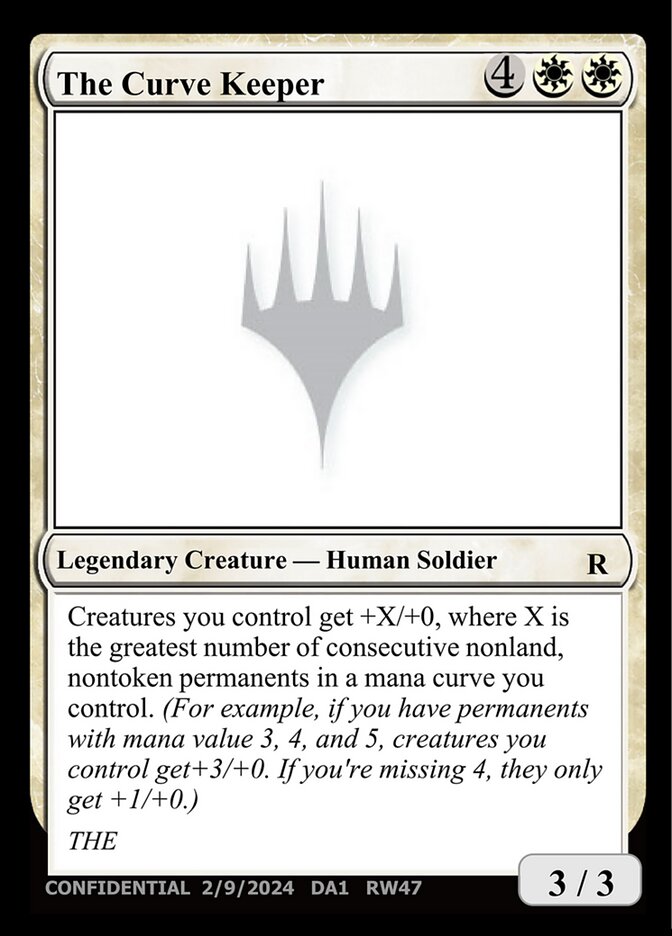 The Curve Keeper 4
Legendary Creature — Human Soldier R
Creatures you control get +X/+0, where X is
the greatest number of consecutive nonland,
nontoken permanents in a mana curve you
control. (For example, if you have permanents
with mana value 3, 4, and 5, creatures you
control get+3/+0. If you're missing 4, they only
get +1/+0.)
THE
CONFIDENTIAL 2/9/2024 DA1 RW47
3 / 3